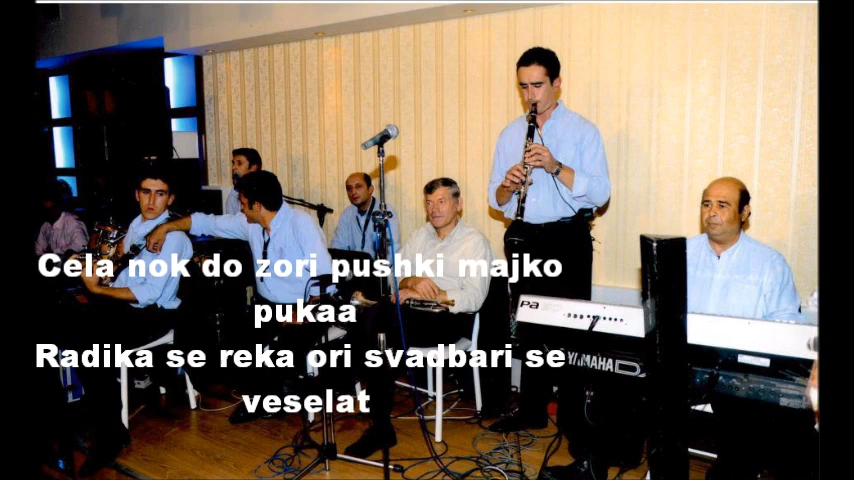 Cela nok do zori pushki majko
pukaa
Radika se reka ori svadbari se
veselat
Pa
YAMAHA